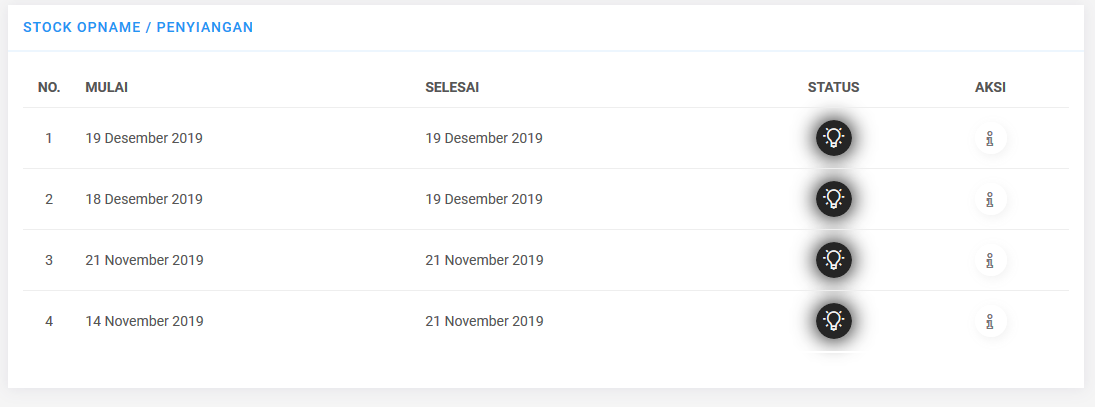 STOCK OPNAME / PENYIANGAN
NO. MULAI SELESAI STATUS AKSI
1 19 Desember 2019 19 Desember 2019
2 18 Desember 2019 19 Desember 2019
3 21 November 2019 21 November 2019
4 14 November 2019 21 November 2019